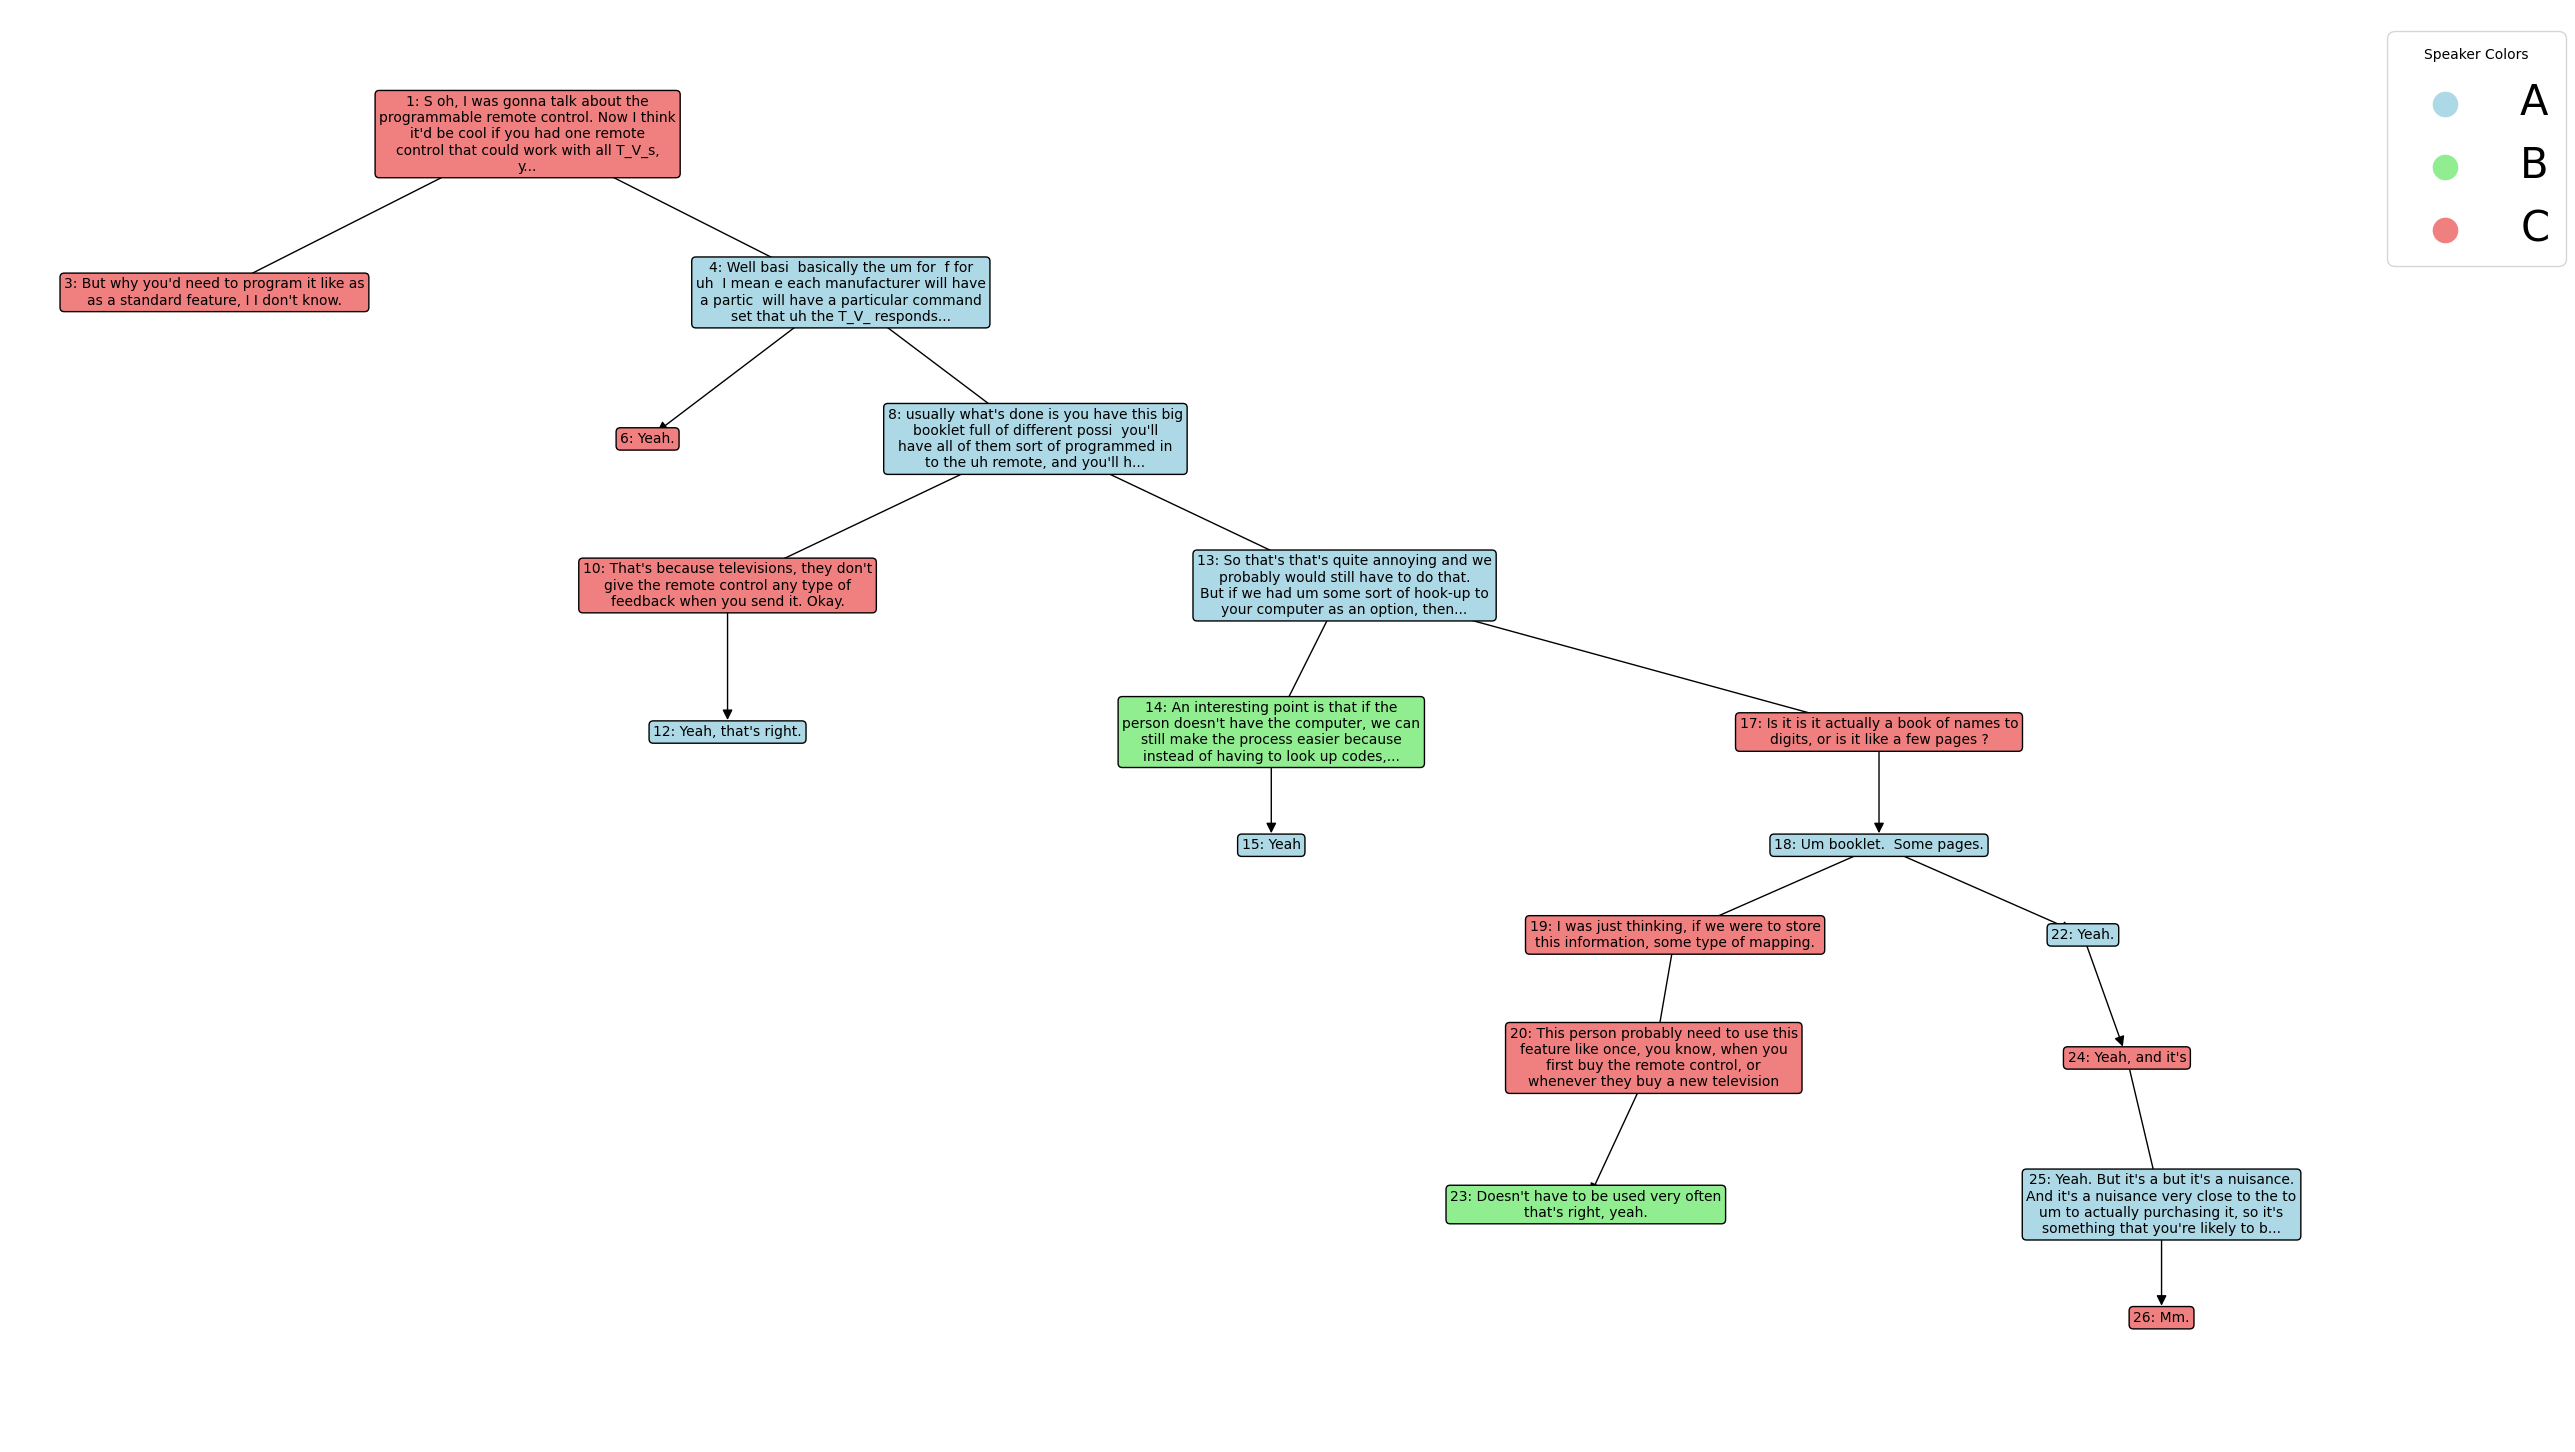 Speaker Colors
A
B
C
1: S oh, I was gonna talk about the
programmable remote control. Now I think
it'd be cool if you had one remote
control that could work with all T_V_s,
y...
3: But why you'd need to program it like as
as a standard feature, I I don't know.
4: Well basi  basically the um for  f for
uh  I mean e each manufacturer will have
a partic  will have a particular command
set that uh the T_V_ responds...
6: Yeah.
8: usually what's done is you have this big
booklet full of different possi  you'll
have all of them sort of programmed in
to the uh remote, and you'll h...
10: That's because televisions, they don't
give the remote control any type of
feedback when you send it. Okay.
13: So that's that's quite annoying and we
probably would still have to do that.
But if we had um some sort of hook-up to
your computer as an option, then...
12: Yeah, that's right.
14: An interesting point is that if the
person doesn't have the computer, we can
still make the process easier because
instead of having to look up codes,...
17: Is it is it actually a book of names to
digits, or is it like a few pages ?
15: Yeah
18: Um booklet.  Some pages.
19: I was just thinking, if we were to store
this information, some type of mapping.
22: Yeah.
20: This person probably need to use this
feature like once, you know, when you
first buy the remote control, or
whenever they buy a new television
24: Yeah, and it's
23: Doesn't have to be used very often
that's right, yeah.
25: Yeah. But it's a but it's a nuisance.
And it's a nuisance very close to the to
um to actually purchasing it, so it's
something that you're likely to b...
26: Mm.